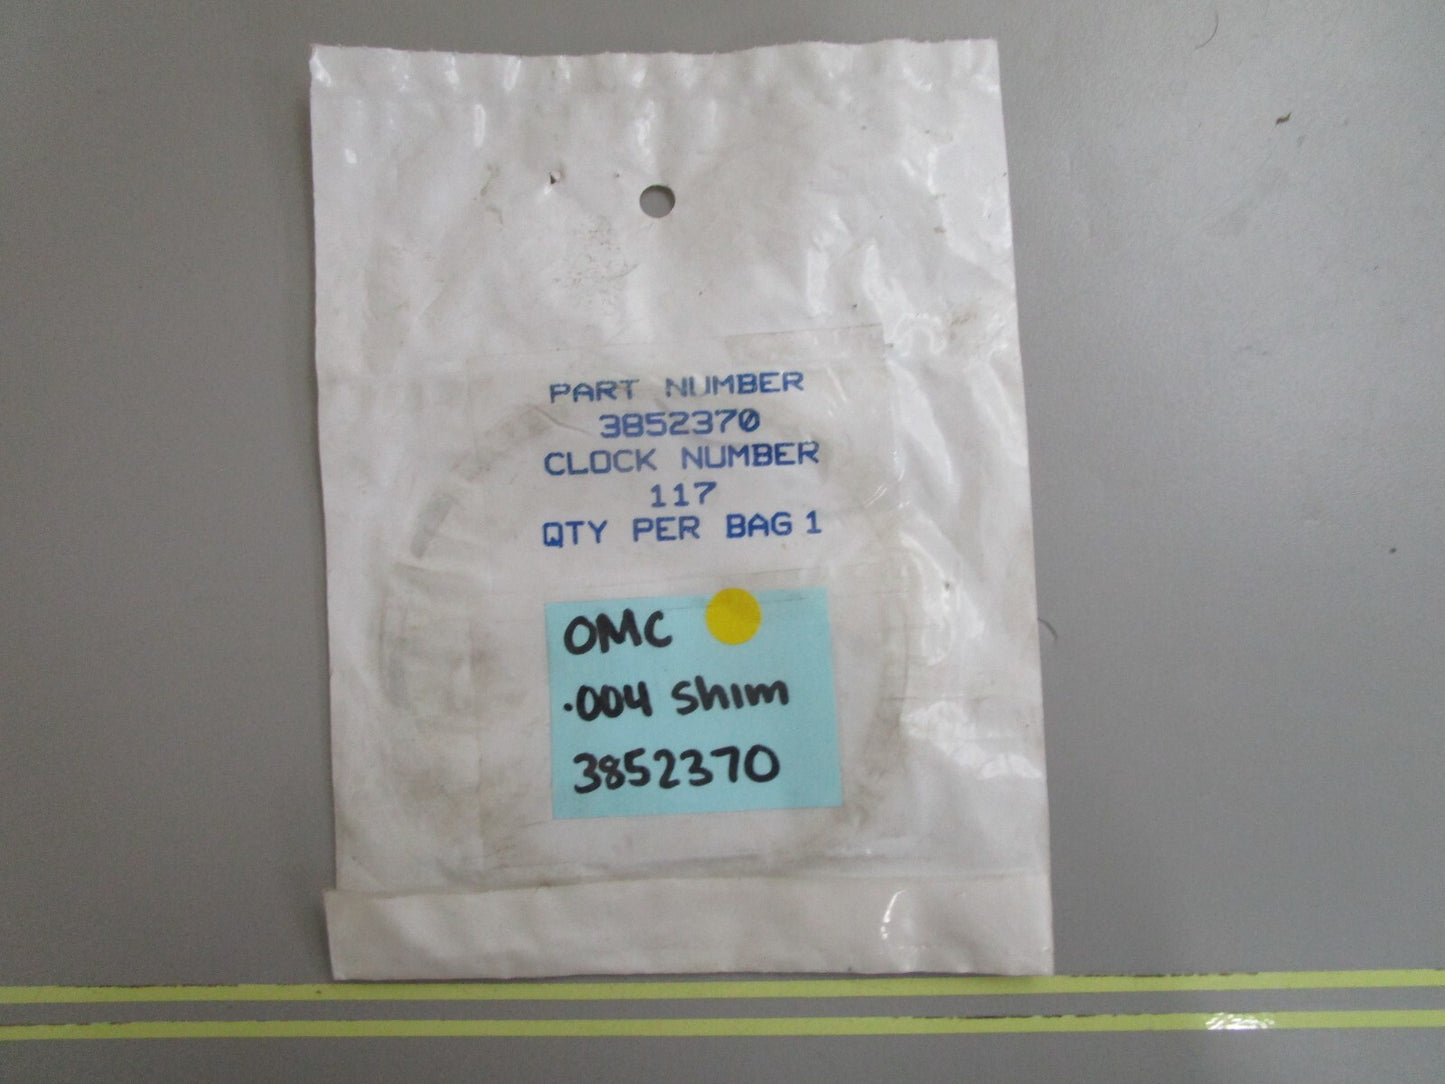 PART NUMBER
3852370
CLOCK NUMBER
117
QTY PER BAG 1
OMC
.004 Shim
3852370